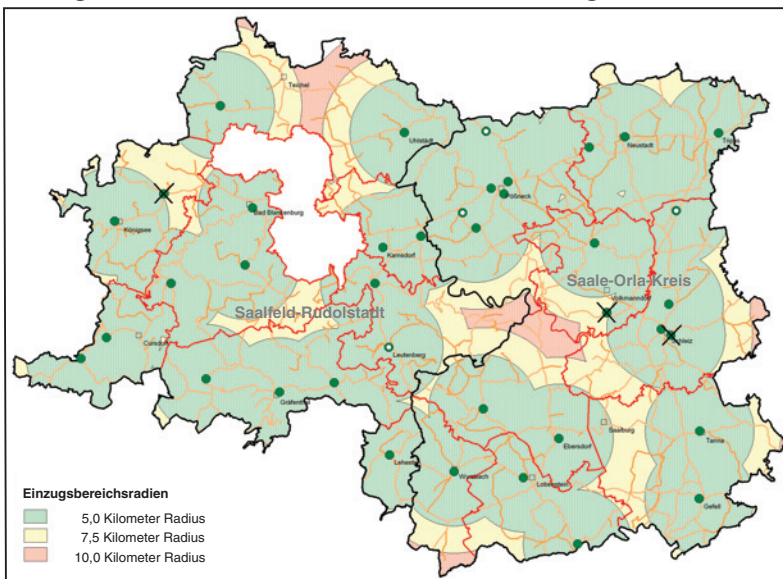 Teichel
Uhlstädt
Neustadt
Triptis
Pößneck
Bad Blankenburg
Königsee
Kamsdorf
Saale-Orla-Kreis
Volkmannsdorf
Saalfeld-Rudolstadt
Schleiz
Cursdorf
Leutenberg
Gräfenthal
Saalburg
Tanna
Ebersdorf
Lehesten
Wurzbach
Lobenstein
Gefell
Einzugsbereichsradien
5,0 Kilometer Radius
7,5 Kilometer Radius
10,0 Kilometer Radius